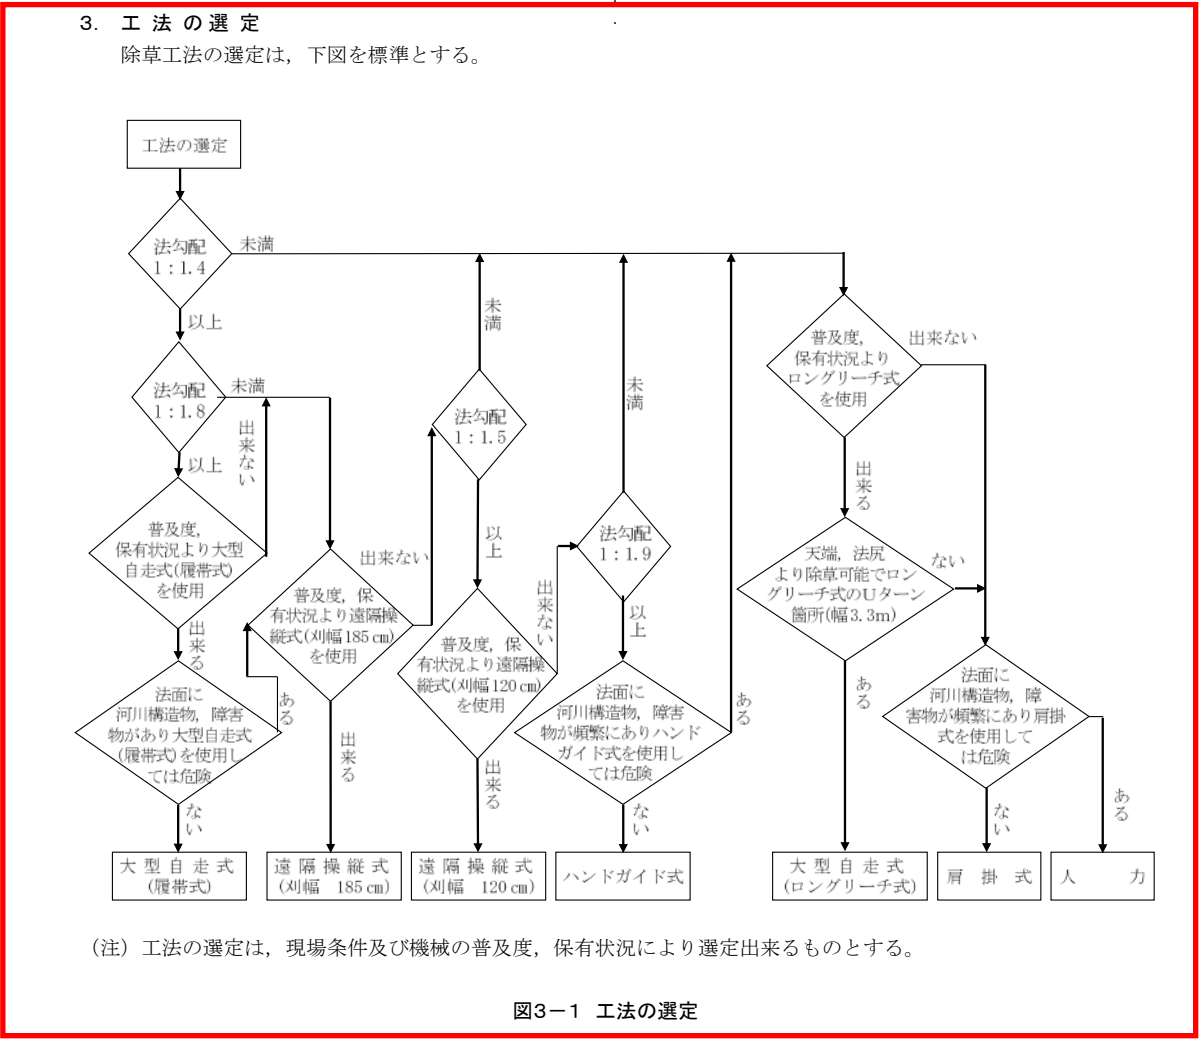 3. 工 法 の 選 定
除草工法の選定は，下図を標準とする。
工法の選定
法勾配
1：1.4
未満
以上
法勾配
1：1.8
未満
以上
出来ない
普及度，
保有状況より大型
自走式(履帯式)
を使用
出来る
法面に
河川構造物，障害
物があり大型自走式
(履帯式)を使用し
ては危険
ある
ない
大 型 自 走 式
(履帯式)
普及度，保
有状況より遠隔操
縦式(刈幅185㎝)
を使用
出来ない
出来る
遠 隔 操 縦 式
(刈幅　185㎝)
法勾配
1：1.5
未満
以上
普及度，保
有状況より遠隔操
縦式(刈幅120㎝)
を使用
出来ない
出来る
遠 隔 操 縦 式
(刈幅　120㎝)
法勾配
1：1.9
未満
以上
法面に
河川構造物，障害
物が頻繁にありハンド
ガイド式を使用し
ては危険
ある
ない
ハンドガイド式
普及度，
保有状況より
ロングリーチ式
を使用
出来ない
出来る
天端，法尻
より除草可能でロン
グリーチ式のUターン
箇所(幅3.3m)
ない
ある
大 型 自 走 式
(ロングリーチ式)
法面に
河川構造物，障
害物が頻繁にあり肩掛
式を使用して
は危険
ない
ある
肩 掛 式
人 力
（注）工法の選定は，現場条件及び機械の普及度，保有状況により選定出来るものとする。
図3－1 工法の選定